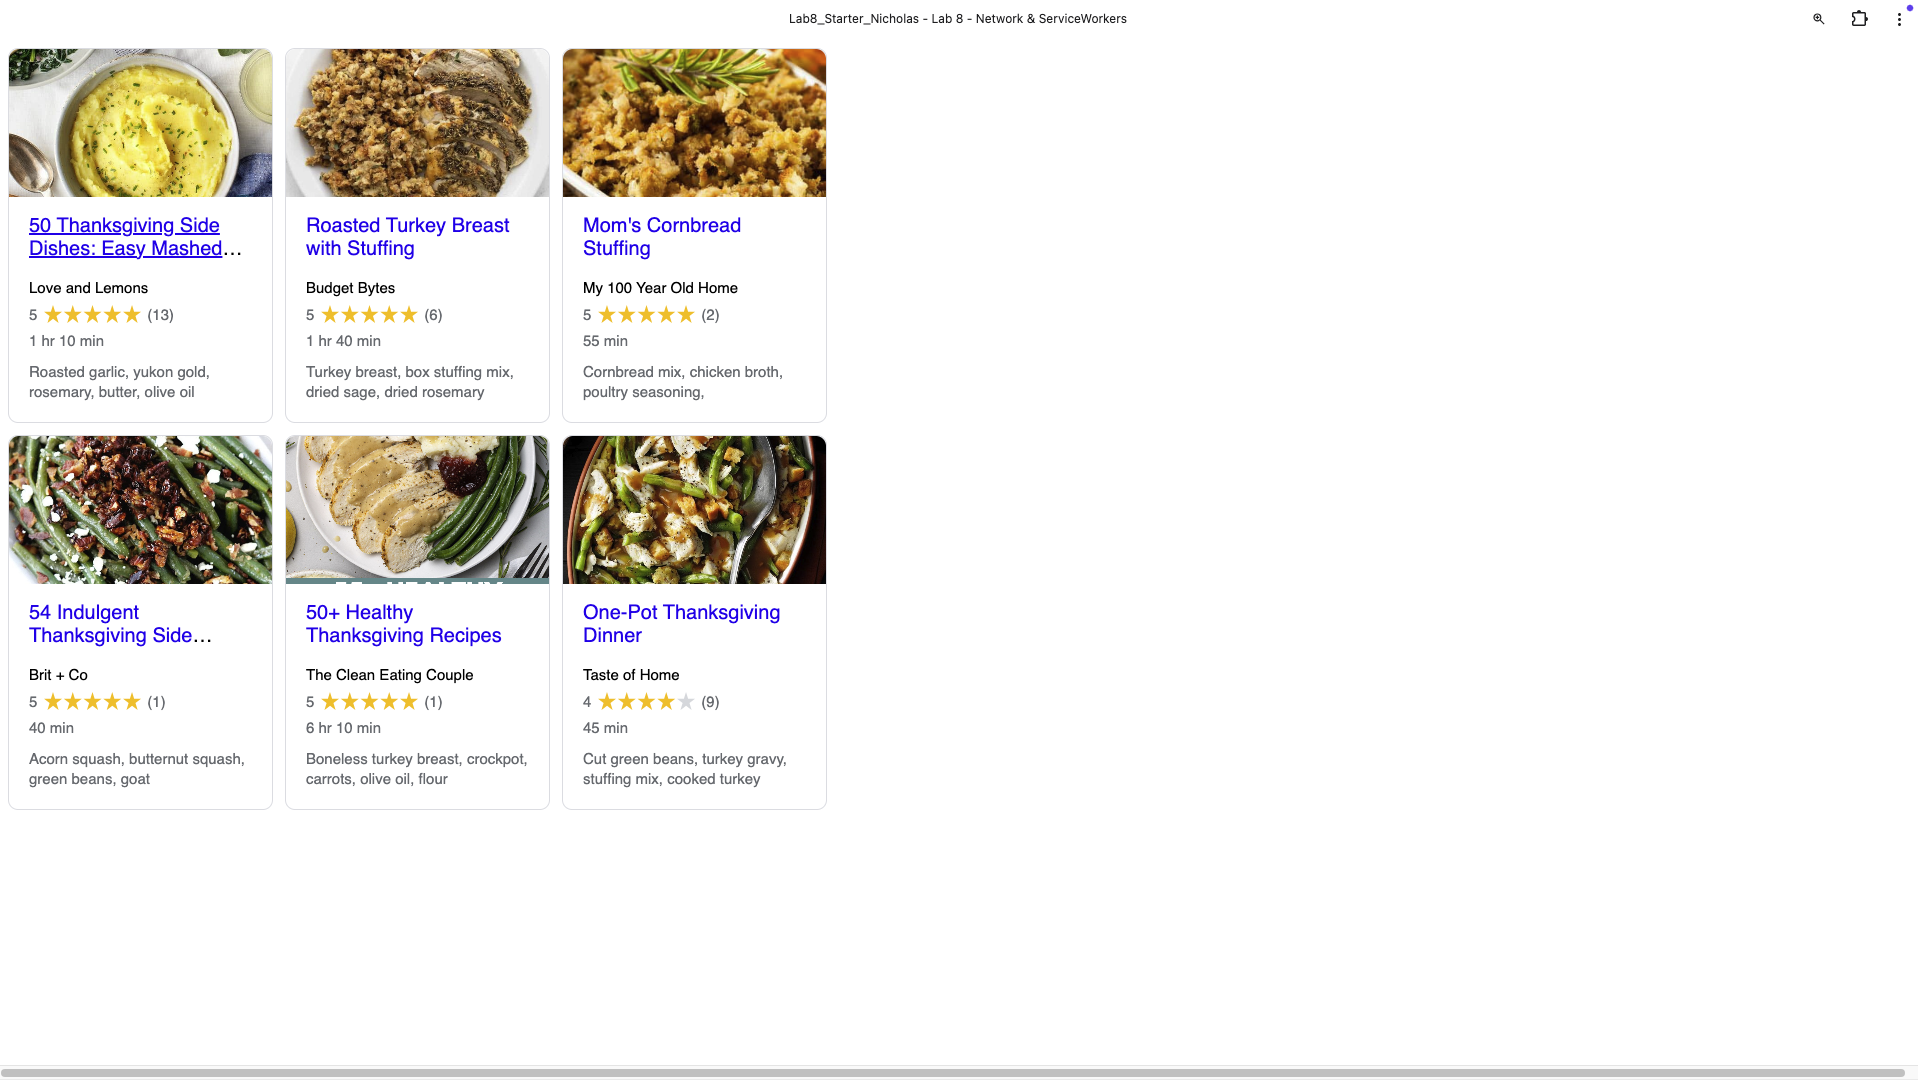 Lab8_Starter_Nicholas - Lab 8 - Network & ServiceWorkers
50 Thanksgiving Side
Dishes: Easy Mashed…
Love and Lemons
5 ★★★★★ (13)
1 hr 10 min
Roasted garlic, yukon gold,
rosemary, butter, olive oil
Roasted Turkey Breast
with Stuffing
Budget Bytes
5 ★★★★★ (6)
1 hr 40 min
Turkey breast, box stuffing mix,
dried sage, dried rosemary
Mom's Cornbread
Stuffing
My 100 Year Old Home
5 ★★★★★ (2)
55 min
Cornbread mix, chicken broth,
poultry seasoning,
54 Indulgent
Thanksgiving Side…
Brit + Co
5 ★★★★★ (1)
40 min
Acorn squash, butternut squash,
green beans, goat
50+ Healthy
Thanksgiving Recipes
The Clean Eating Couple
5 ★★★★★ (1)
6 hr 10 min
Boneless turkey breast, crockpot,
carrots, olive oil, flour
One-Pot Thanksgiving
Dinner
Taste of Home
4 ★★★★★ (9)
45 min
Cut green beans, turkey gravy,
stuffing mix, cooked turkey